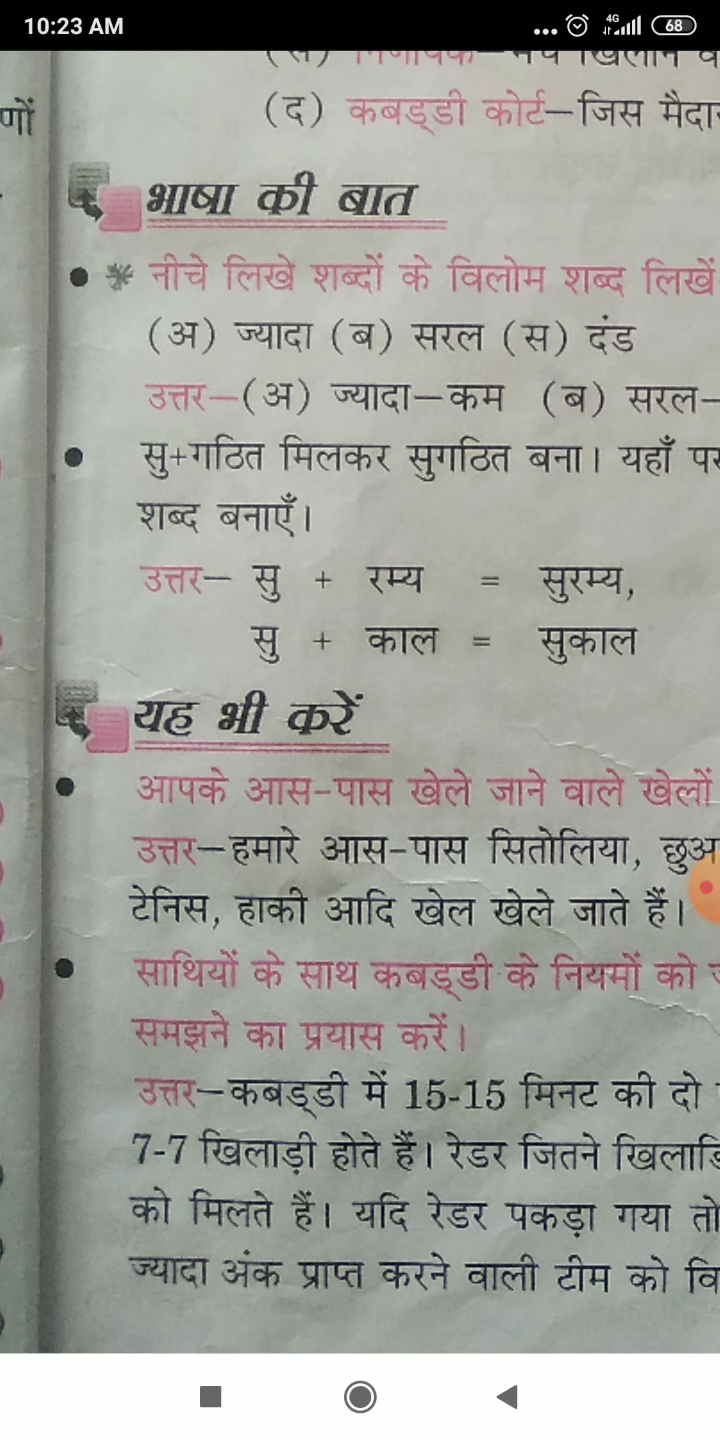 10:23 AM
4G
68
णों
(द) कबड्डी कोर्ट—जिस
भाषा की बात
नीचे लिखे शब्दों के विलोम शब्द लिखें
(अ) ज्यादा (ब) सरल (स) दंड
उत्तर—(अ) ज्यादा—कम (ब) सरल—
सु+गठित मिलकर सुगठित बना। यहाँ
शब्द बनाएँ।
उत्तर— सु + रम्य = सुरम्य,
सु + काल = सुकाल
यह भी करें
आपके आस-पास खेले जाने वाले खेलों
उत्तर—हमारे आस-पास सितोलिया,
टेनिस, हाकी आदि खेल खेले जाते हैं।
साथियों के साथ कबड्डी के नियमों को
समझने का प्रयास करें।
उत्तर—कबड्डी में 15-15 मिनट की दो
7-7 खिलाड़ी होते हैं। रेडर जितने
को मिलते हैं। यदि रेडर पकड़ा गया तो
ज्यादा अंक प्राप्त करने वाली टीम को